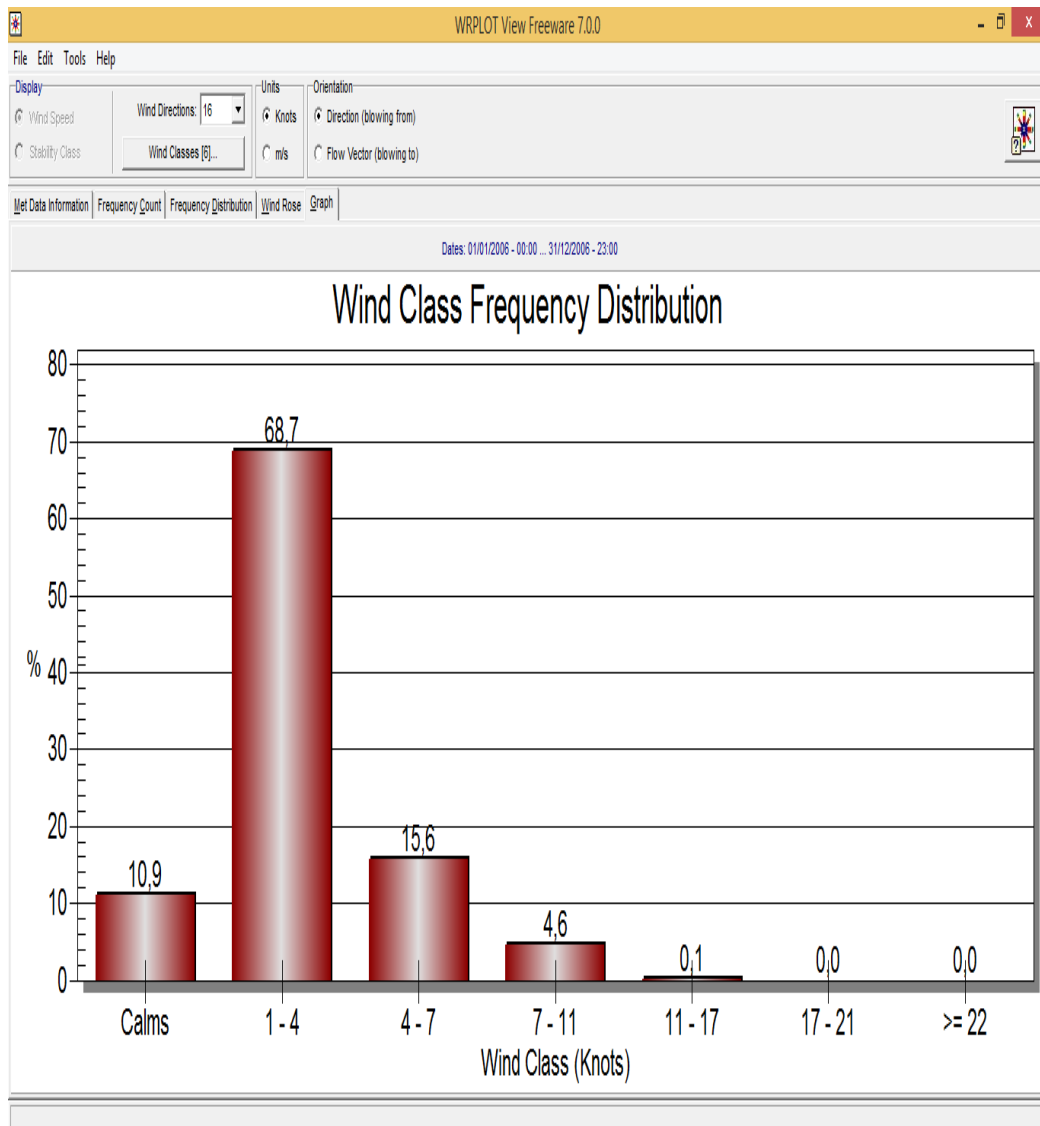 WRPLOT View Freeware 7.0.0
File Edit Tools Help
Display
Wind Speed
Stability Class
Wind Directions: 16
Wind Classes [6]...
Units
Knots
m/s
Orientation
Direction (blowing from)
Flow Vector (blowing to)
?
Met Data Information Frequency Count Frequency Distribution Wind Rose Graph
Dates: 01/01/2006 - 00:00 ... 31/12/2006 - 23:00
Wind Class Frequency Distribution
80
70
60
50
% 40
30
20
10
0
10,9
68,7
15,6
4,6
0,1
0,0
0,0
Calms 1 - 4 4 - 7 7 - 11 11 - 17 17 - 21 >= 22
Wind Class (Knots)